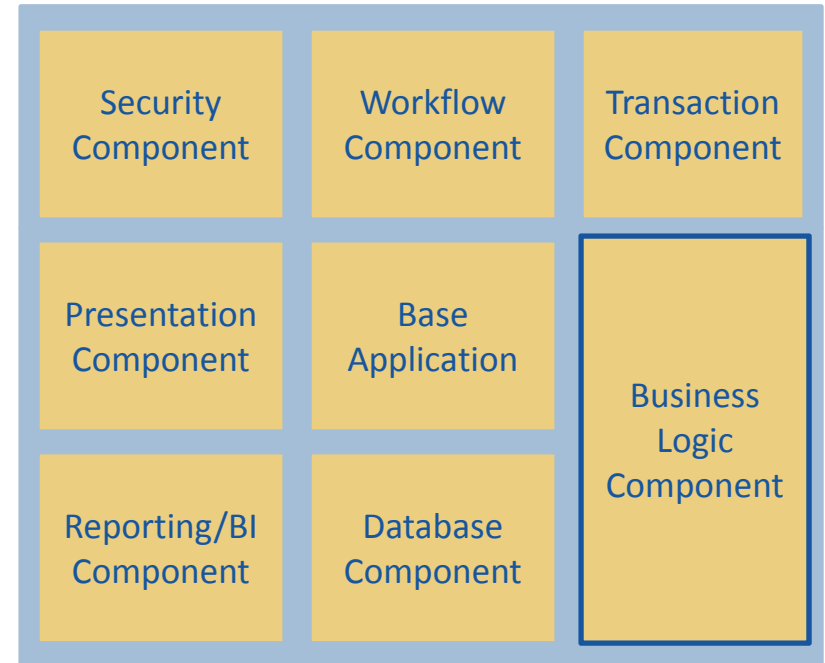 Security
Component
Workflow
Component
Transaction
Component
Presentation
Component
Base
Application
Business
Logic
Component
Reporting/BI
Component
Database
Component